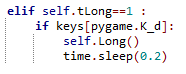 elif self.tLong==1 :
if keys[pygame.K_d]:
self.Long()
time.sleep(0.2)